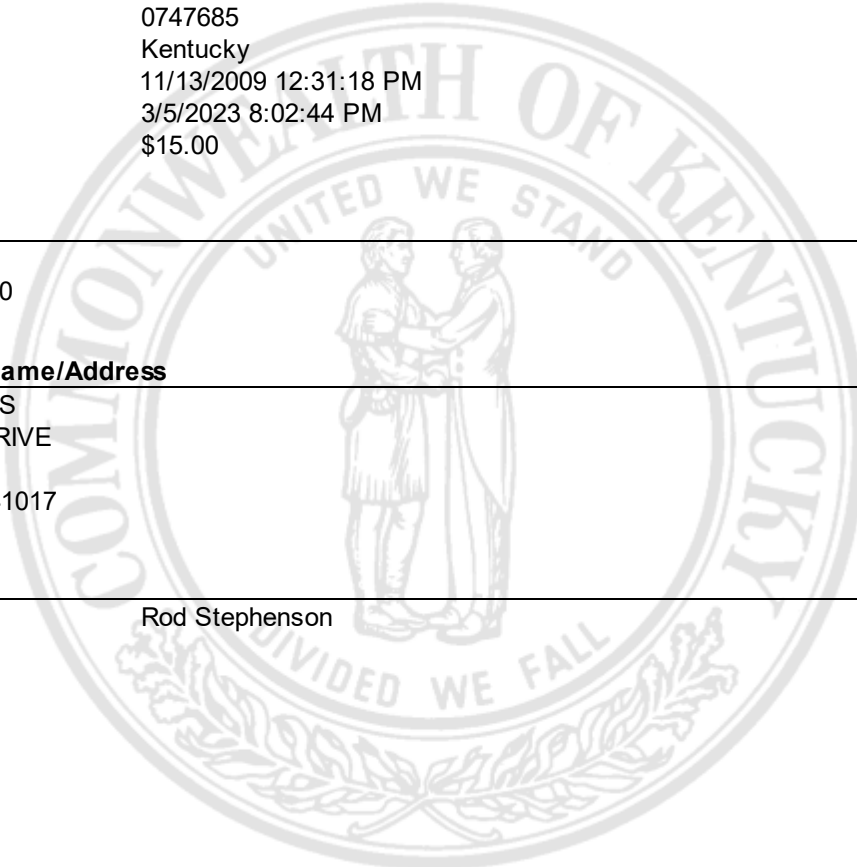 0747685
Kentucky
11/13/2009 12:31:18 PM
3/5/2023 8:02:44 PM
$15.00
COMMONWEALTH OF KENTUCKY
UNITED WE STAND
0
ame/Address
S
RIVE
1017
Rod Stephenson
DIVIDED WE FALL